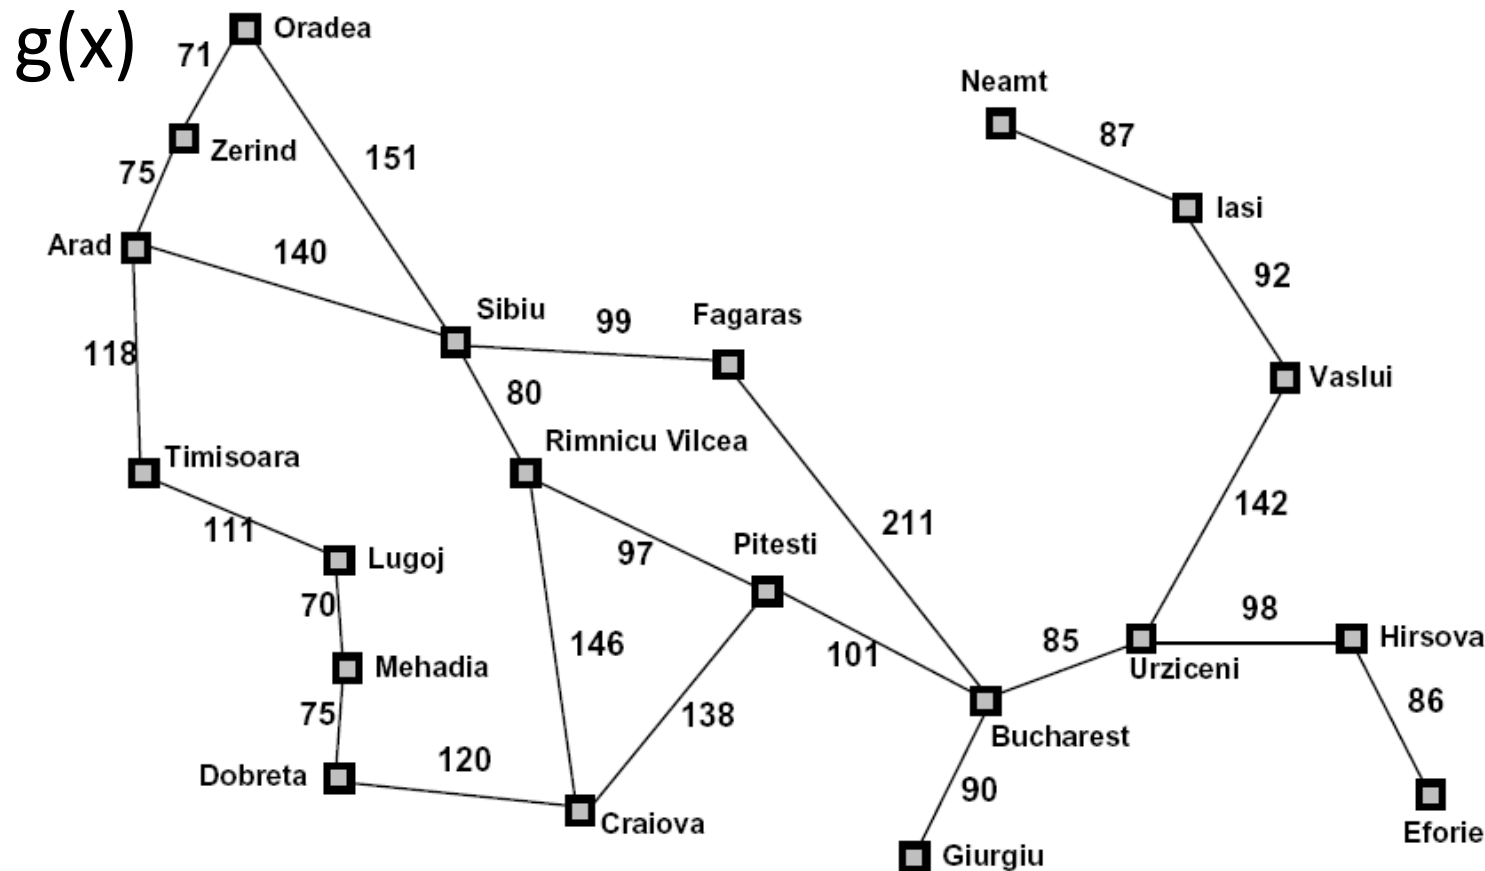 g(x)
Oradea
71
Neamt
87
Zerind
151
75
Iasi
Arad
140
92
Sibiu
99
Fagaras
118
80
Vaslui
Rimnicu Vilcea
Timisoara
111
211
142
97
Pitesti
Lugoj
70
98
146
101
85
Hirsova
Mehadia
Urziceni
75
138
86
Bucharest
Dobreta
120
90
Craiova
Eforie
Giurgiu